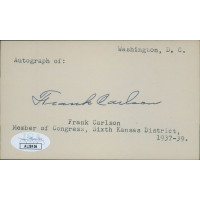 Washington, D. C.
Autograph of:
Frank Carlson
Frank Carlson
Member of Congress, Sixth Kansas District,
1937-39.